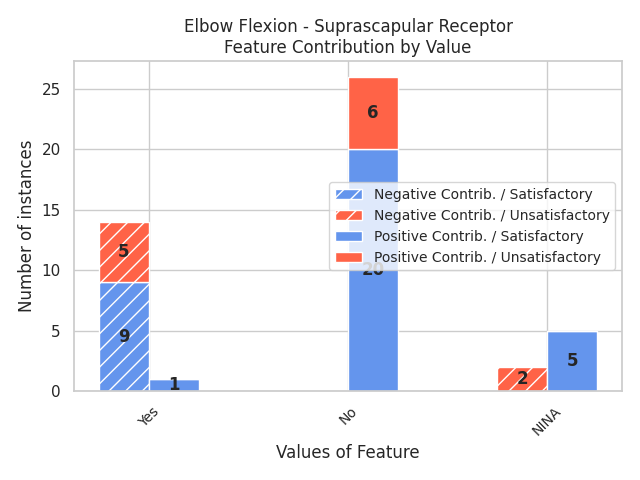 Elbow Flexion - Suprascapular Receptor
Feature Contribution by Value
Number of instances
25
20
15
10
5
0
6
20
5
9
1
2
5
Negative Contrib. / Satisfactory
Negative Contrib. / Unsatisfactory
Positive Contrib. / Satisfactory
Positive Contrib. / Unsatisfactory
Yes
No
NINA
Values of Feature